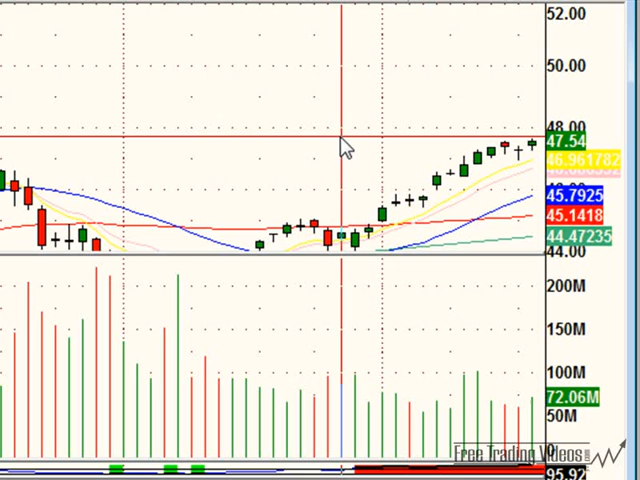 52.00
50.00
48.00
47.54
46.961782
45.7925
45.1418
44.47235
44.00
200M
150M
100M
72.06M
50M
0
Free Trading Videos
95.92